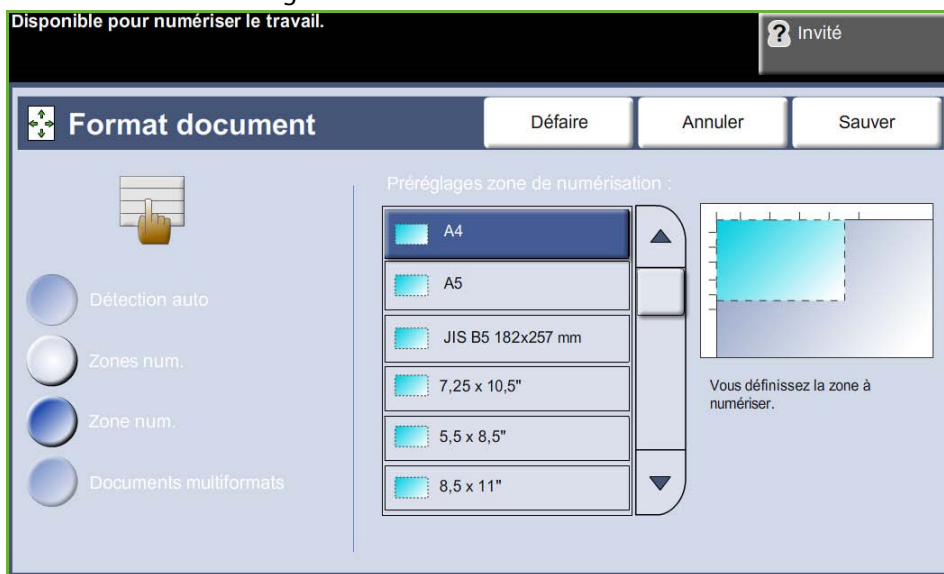 Disponible pour numériser le travail.
? Invité
Format document
Défaire
Annuler
Sauver
Détection auto
Zones num.
Zone num.
Documents multiformats
Préréglages zone de numérisation :
A4
A5
JIS B5 182x257 mm
7,25 x 10,5"
5,5 x 8,5"
8,5 x 11"
Vous définissez la zone à
numériser.